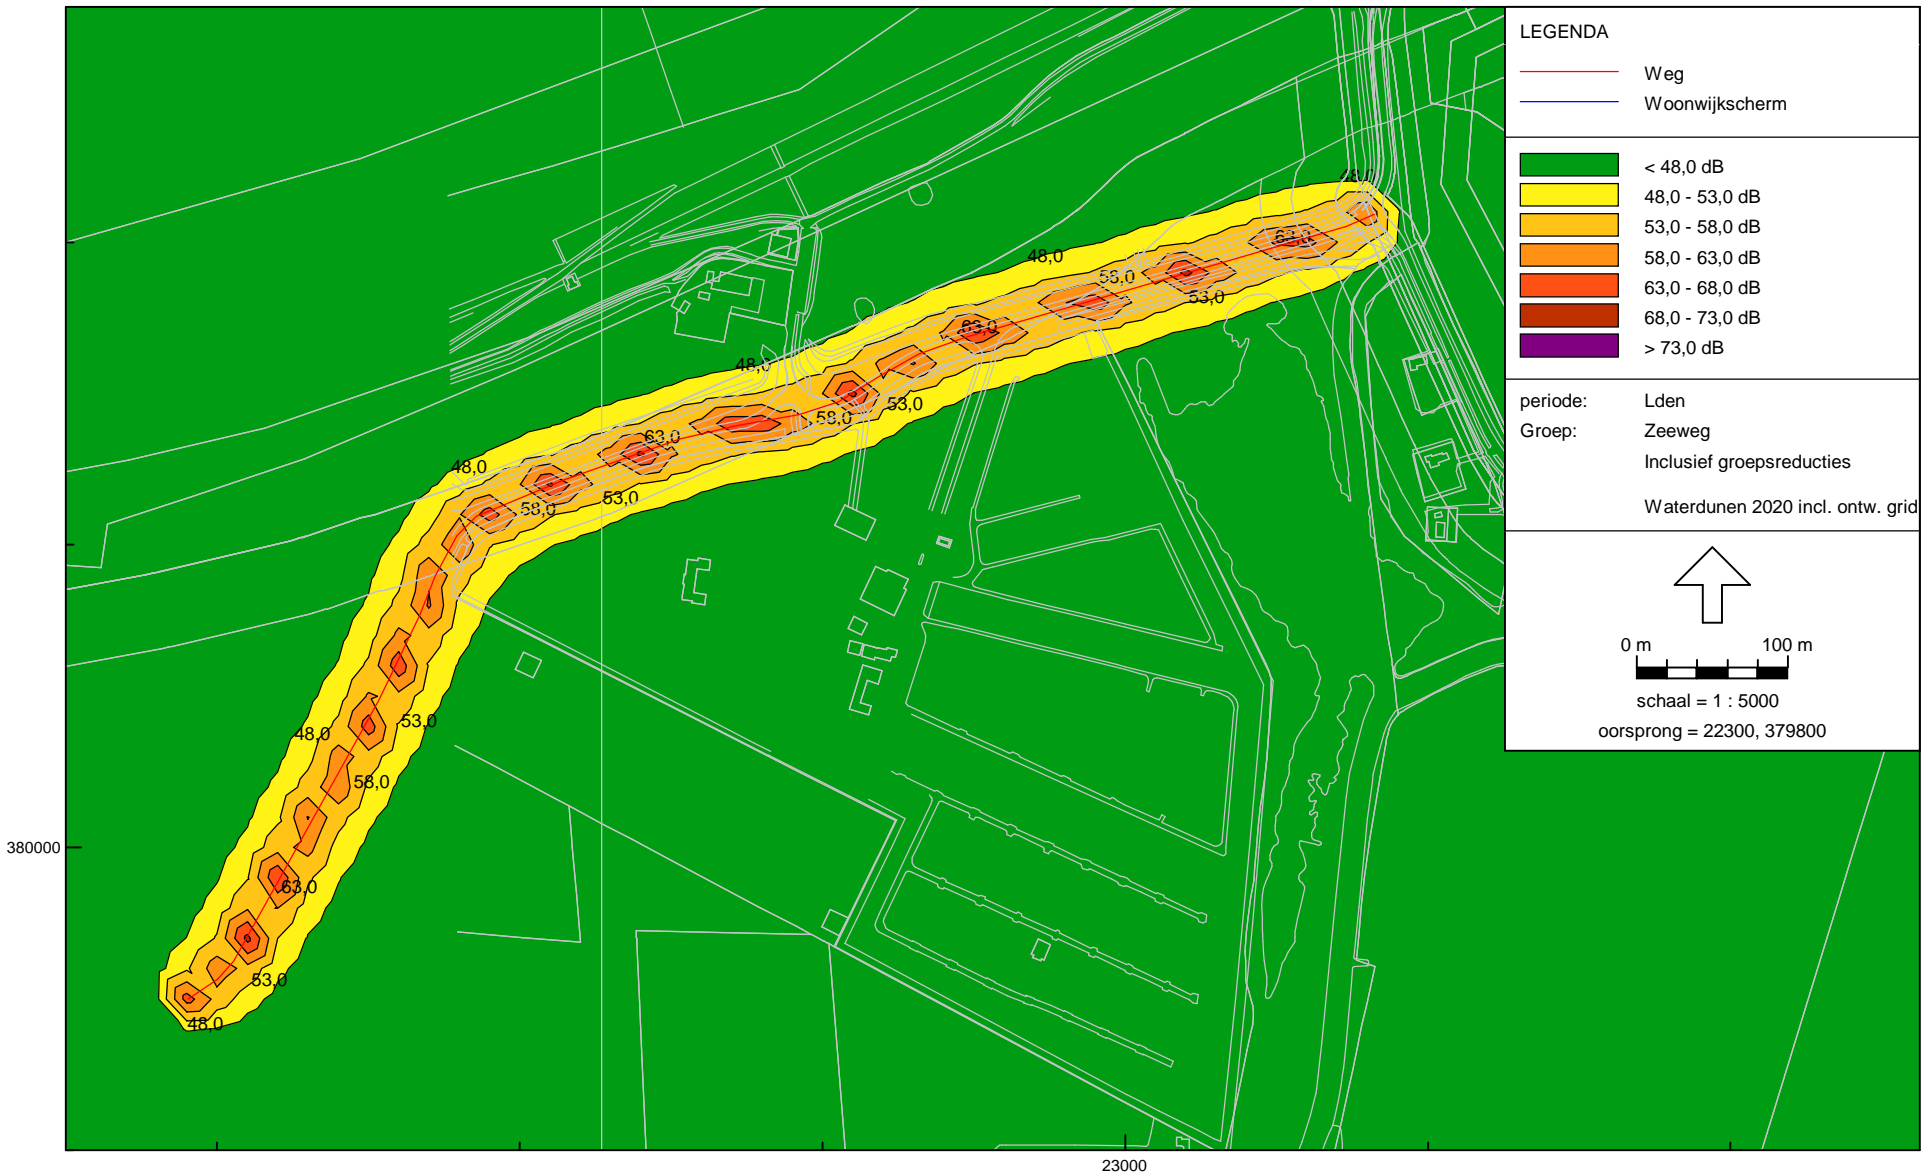 LEGENDA
Weg
Woonwijkscherm
< 48,0 dB
48,0 - 53,0 dB
53,0 - 58,0 dB
58,0 - 63,0 dB
63,0 - 68,0 dB
68,0 - 73,0 dB
> 73,0 dB
periode: Lden
Groep: Zeeweg
Inclusief groepsreducties
Waterdunen 2020 incl. ontw. grid
0 m 100 m
schaal = 1 : 5000
oorsprong = 22300, 379800
48,0
63,0
48,0
58,0
53,0
63,0
48,0
53,0
58,0
63,0
48,0
53,0
58,0
53,0
48,0
58,0
63,0
53,0
48,0
380000
23000